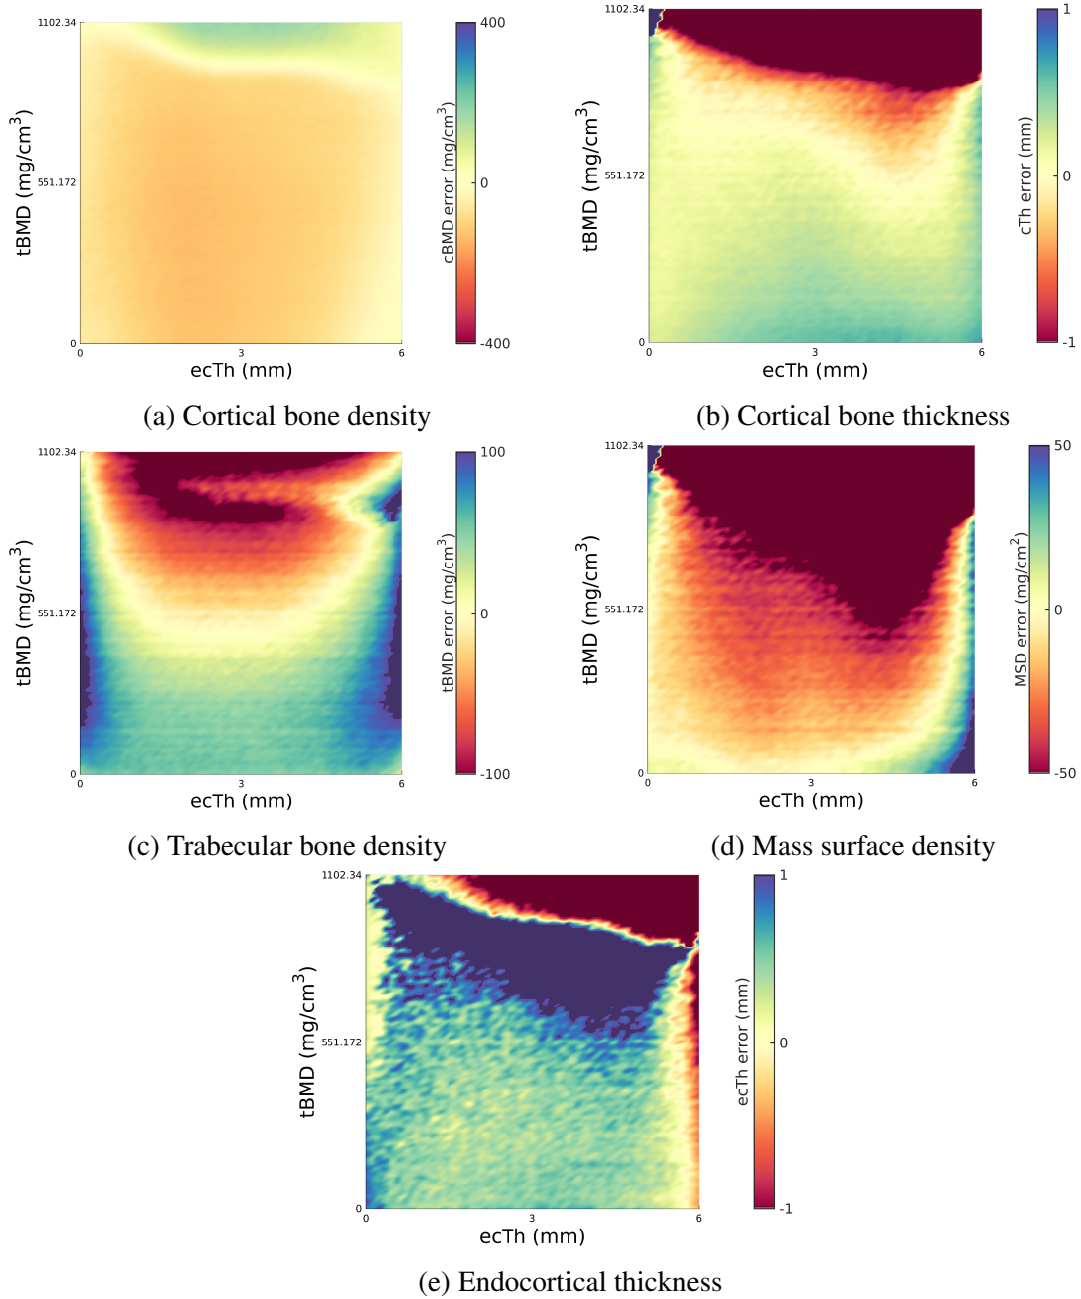 1102.34
551.172
0
0
3
6
tBMD (mg/cm³)
ecTh (mm)
400
0
-400
cBMD error (mg/cm³)
(a) Cortical bone density
1102.34
551.172
0
0
3
6
tBMD (mg/cm³)
ecTh (mm)
1
0
-1
cTh error (mm)
(b) Cortical bone thickness
1102.34
551.172
0
0
3
6
tBMD (mg/cm³)
ecTh (mm)
100
0
-100
tBMD error (mg/cm³)
(c) Trabecular bone density
1102.34
551.172
0
0
3
6
tBMD (mg/cm³)
ecTh (mm)
50
0
-50
MSD error (mg/cm²)
(d) Mass surface density
1102.34
551.172
0
0
3
6
tBMD (mg/cm³)
ecTh (mm)
1
0
-1
ecTh error (mm)
(e) Endocortical thickness